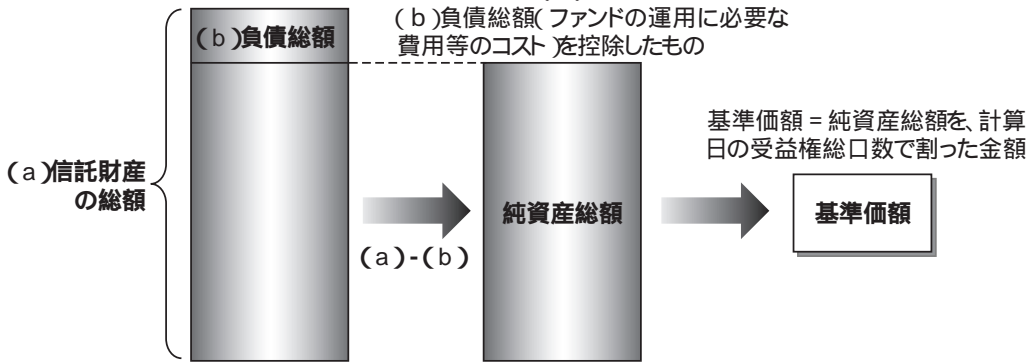 (b)負債総額(ファンドの運用に必要な
費用等のコスト)を控除したもの
(b)負債総額
(a)信託財産
の総額
(a)-(b)
純資産総額
基準価額=純資産総額を、計算
日の受益権総口数で割った金額
基準価額